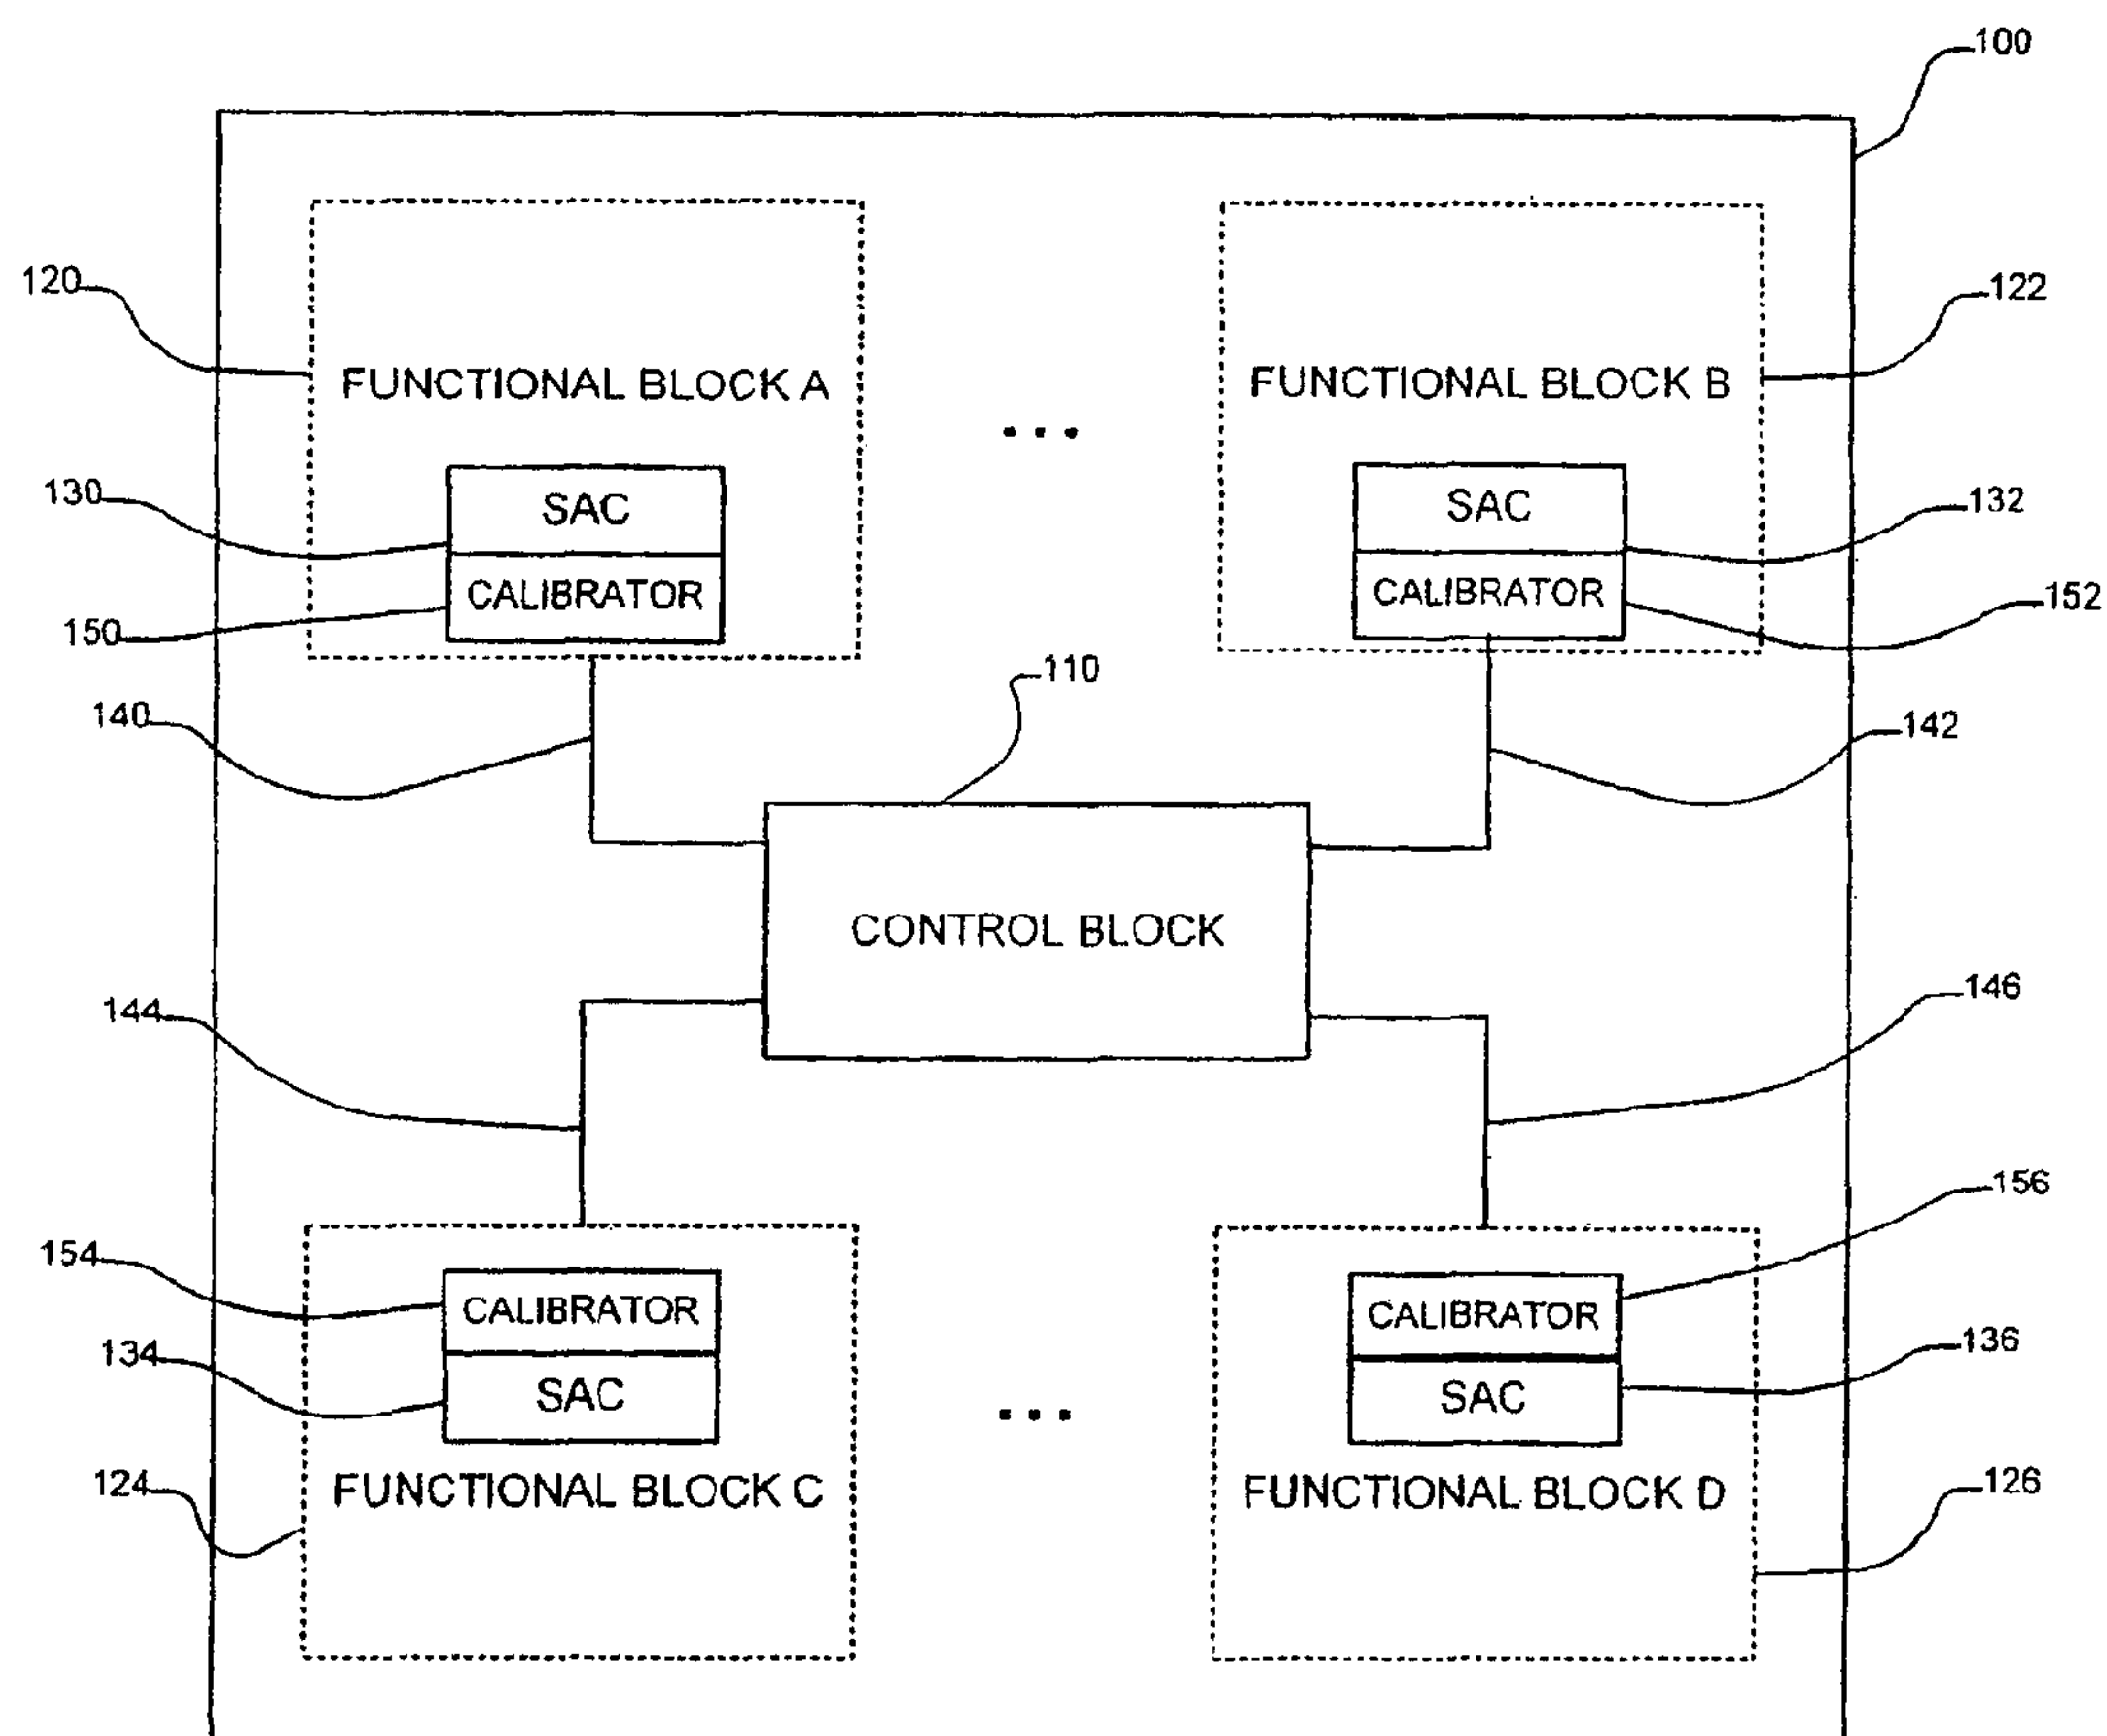 100
120
122
FUNCTIONAL BLOCK A
FUNCTIONAL BLOCK B
...
130
SAC
SAC
132
150
CALIBRATOR
CALIBRATOR
152
110
140
142
CONTROL BLOCK
144
146
154
CALIBRATOR
CALIBRATOR
156
134
SAC
SAC
136
...
124
FUNCTIONAL BLOCK C
FUNCTIONAL BLOCK D
126